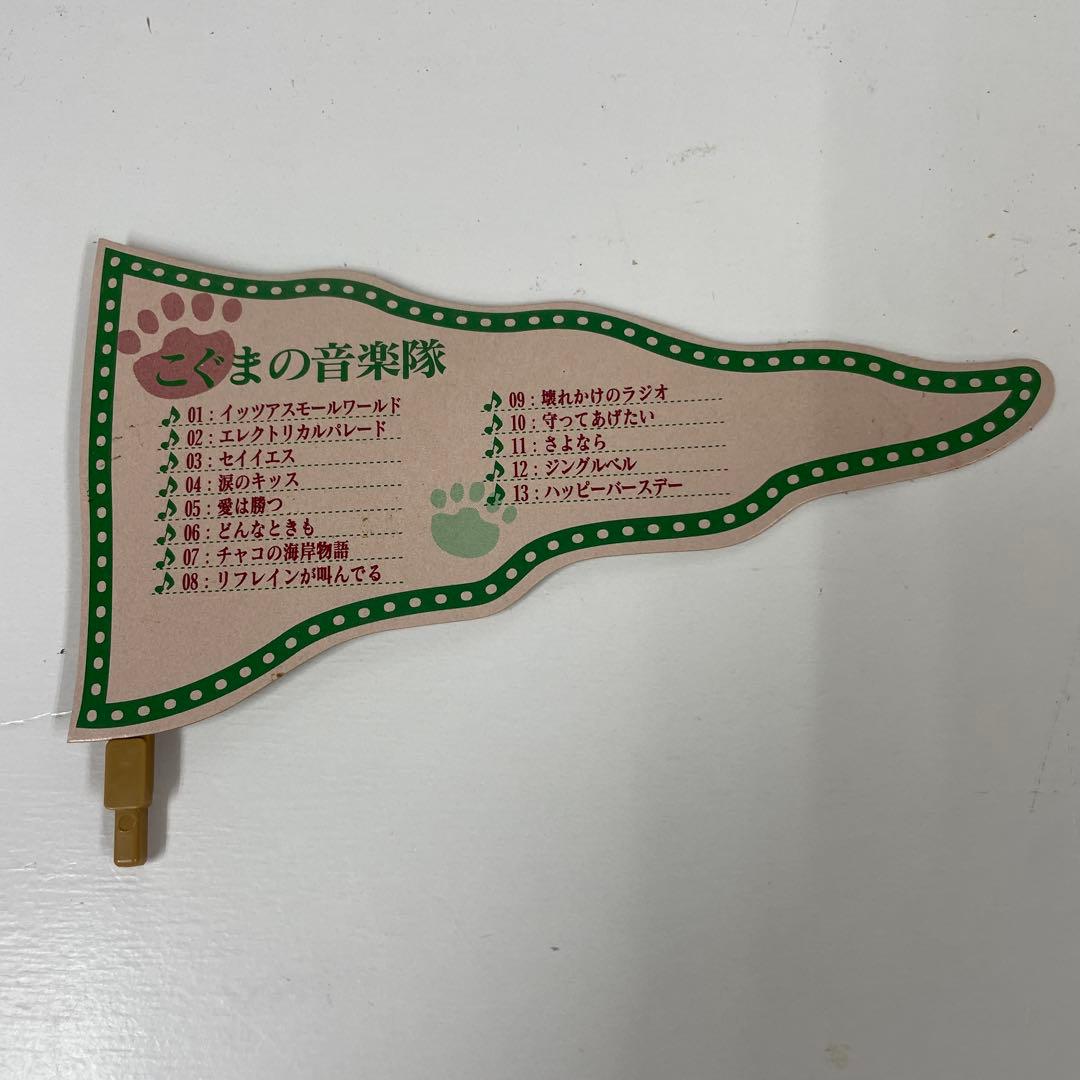 こぐまの音楽隊
01：イッツアスモールワールド
02：エレクトリカルパレード
03：セイイエス
04：涙のキッス
05：愛は勝つ
06：どんなときも
07：チャコの海岸物語
08：リフレインが叫んでる
09：壊れかけのラジオ
10：守ってあげたい
11：さよなら
12：ジングルベル
13：ハッピーバースデー